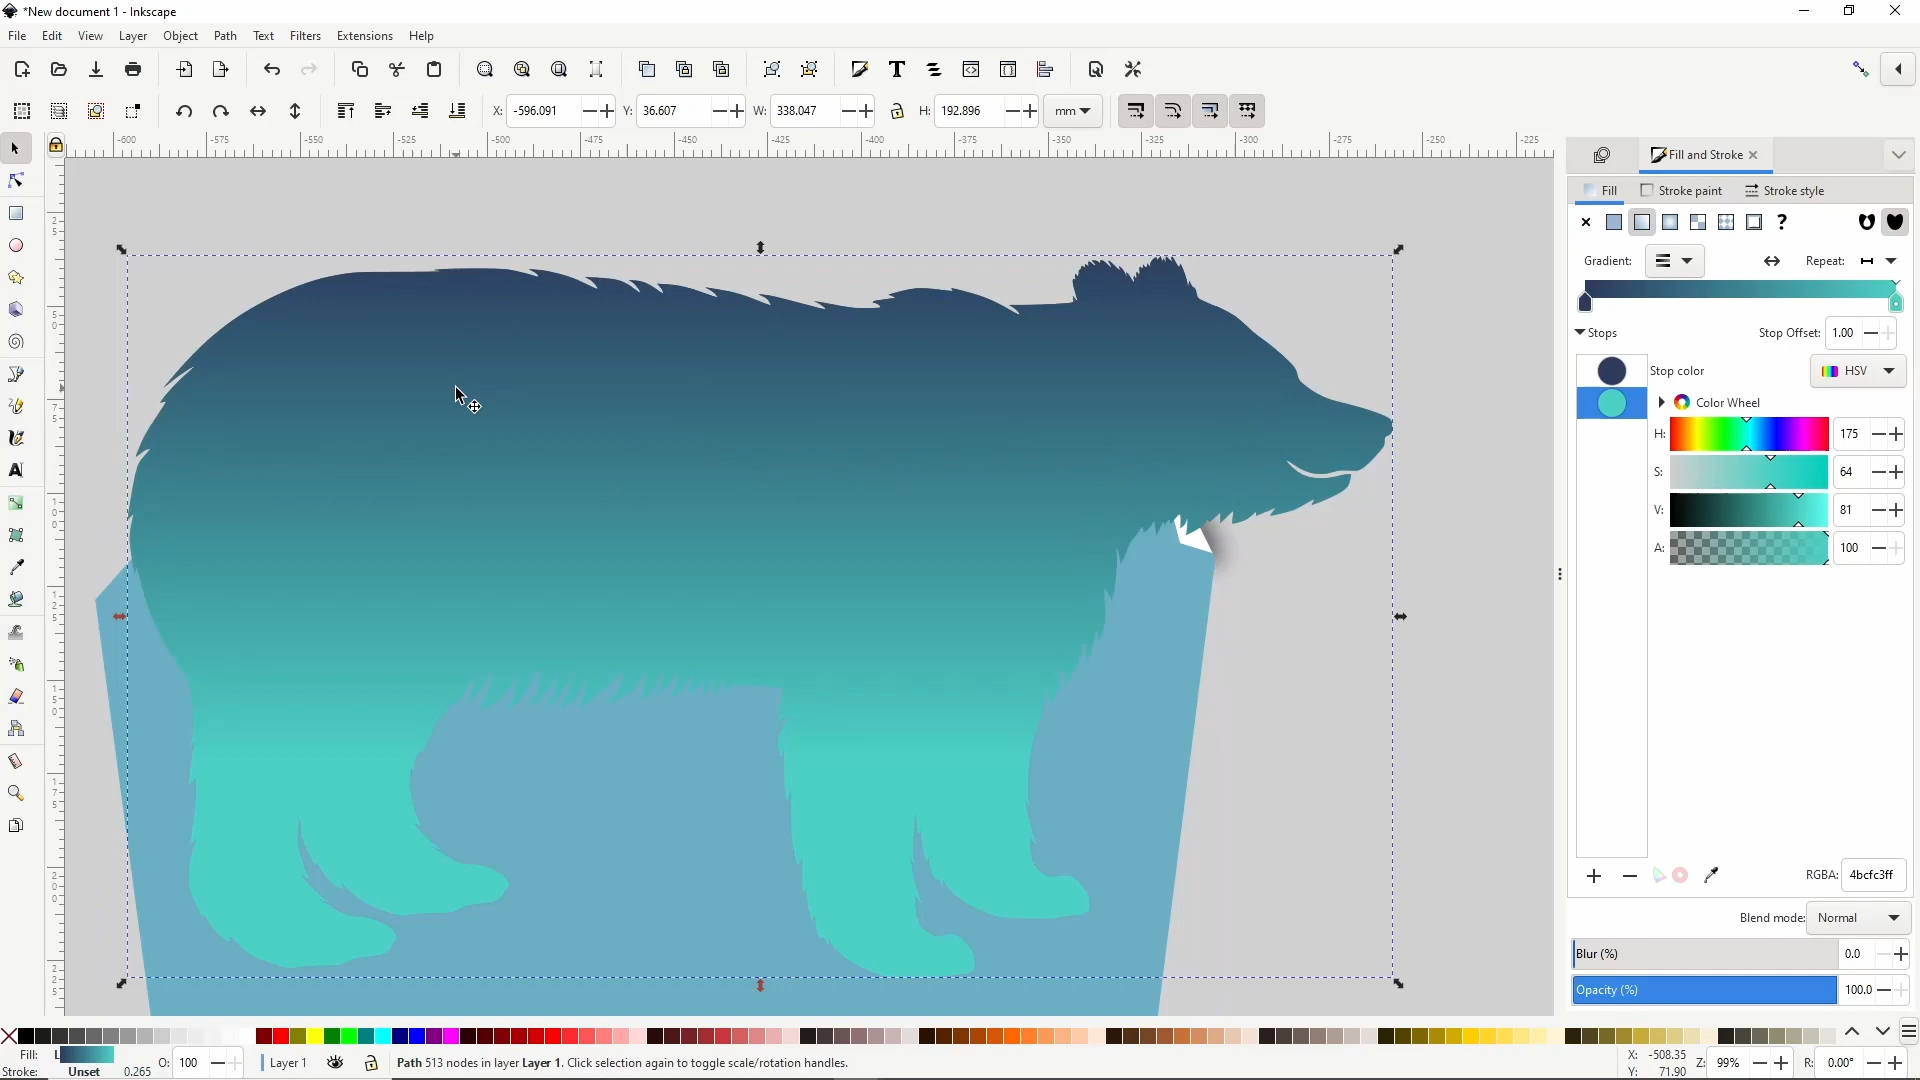 *New document 1 - Inkscape
File Edit View Layer Object Path Text Filters Extensions Help
X: -596.091 Y: 36.607 W: 338.047 H: 192.896 mm
-600 -575 -550 -525 -500 -475 -450 -425 -400 -375 -350 -325 -300 -275 -250 -225
Fill and Stroke
Fill Stroke paint Stroke style
?
Gradient: Repeat:
Stops Stop Offset: 1.00
Stop color HSV
Color Wheel
H: 175
S: 64
V: 81
A: 100
RGBA: 4bcfc3ff
Blend mode: Normal
Blur (%) 0.0
Opacity (%) 100.0
Fill: L O: 100 Layer 1 Path 513 nodes in layer Layer 1. Click selection again to toggle scale/rotation handles. X: -508.35 Z: 99% R: 0.00°
Stroke: Unset 0.265 Y: 71.90